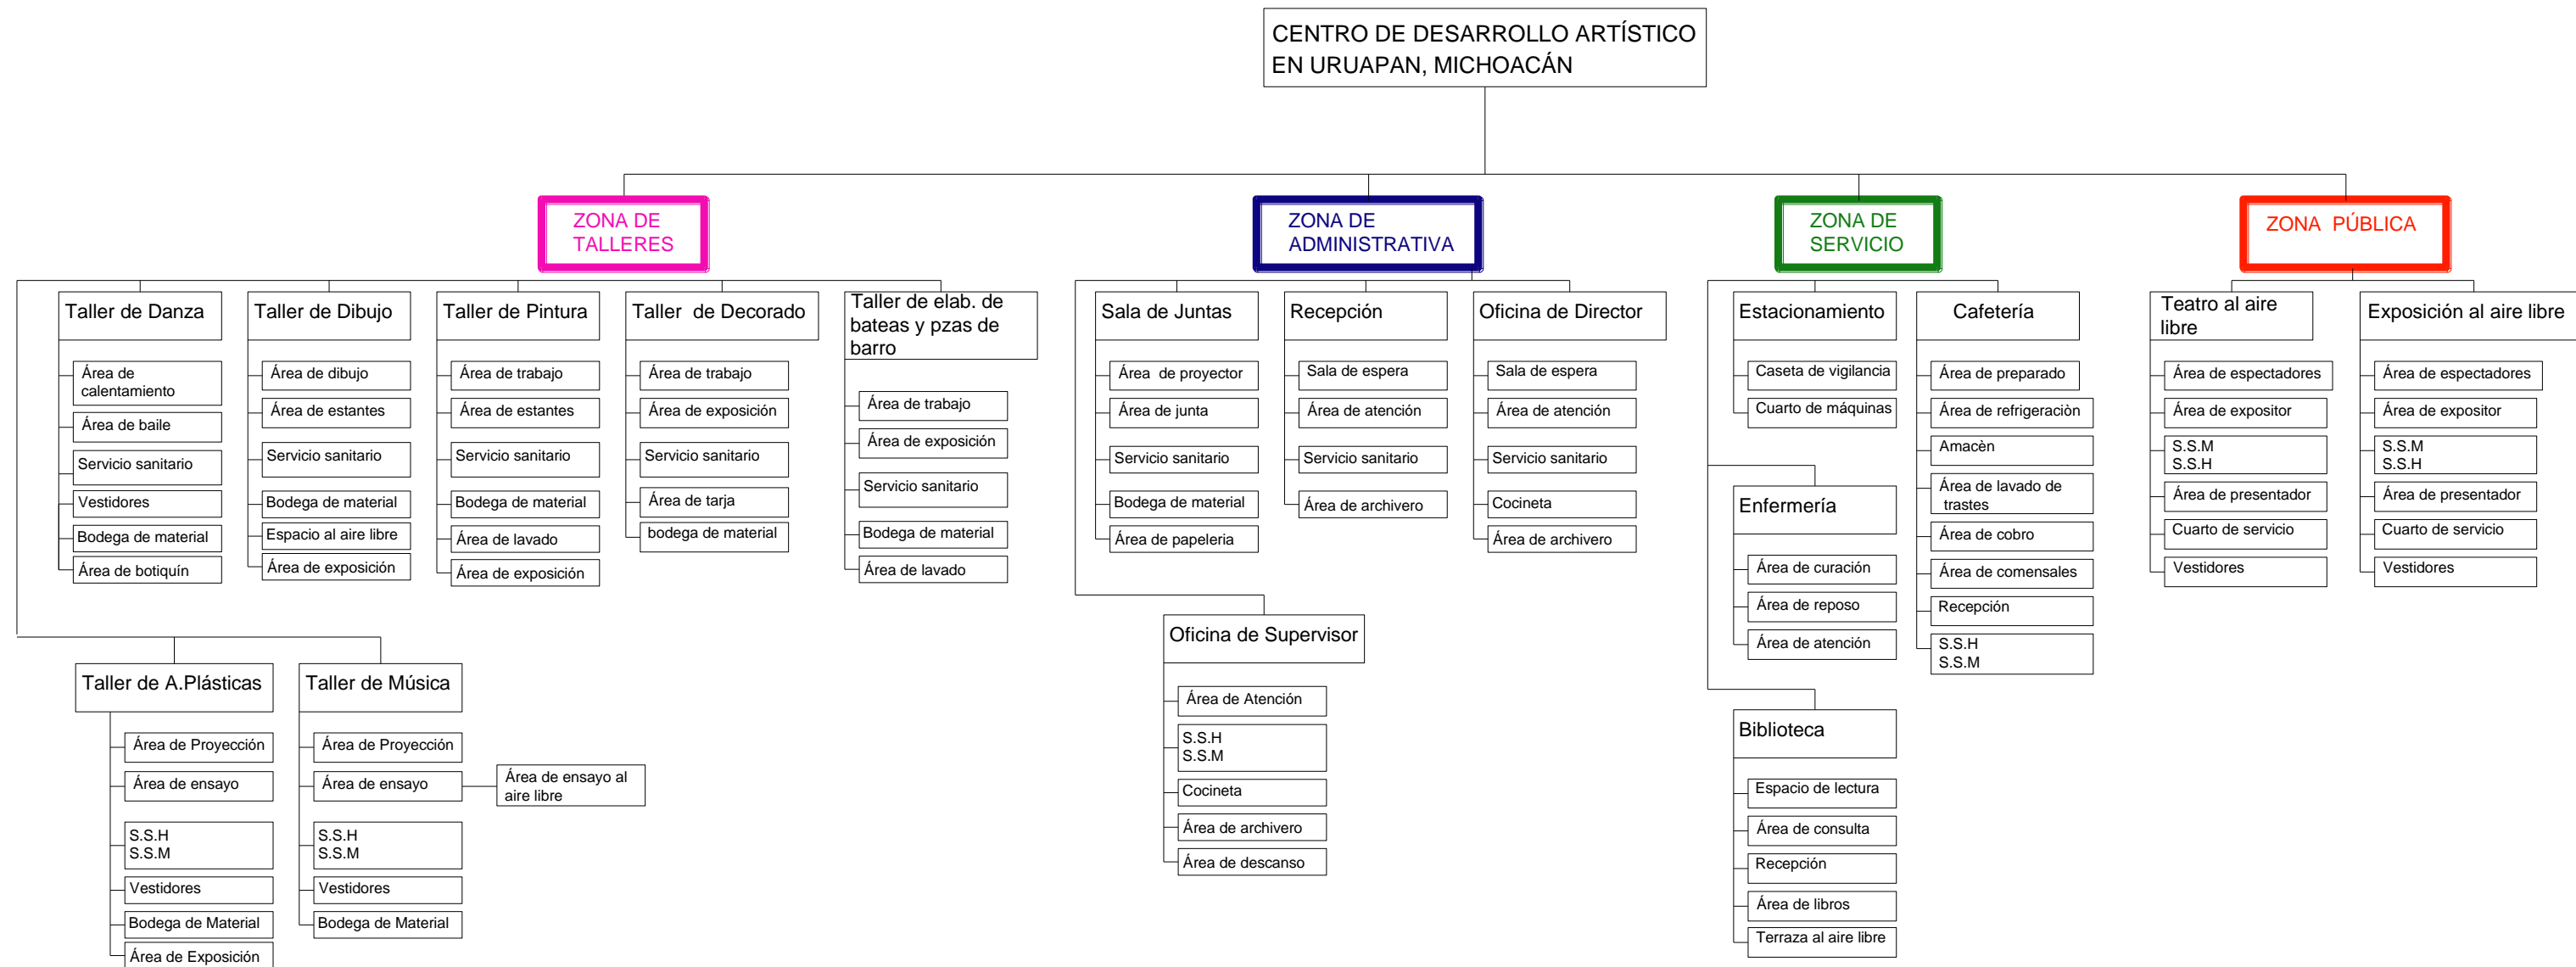 CENTRO DE DESARROLLO ARTÍSTICO
EN URUAPAN, MICHOACÁN
ZONA DE
TALLERES
ZONA DE
ADMINISTRATIVA
ZONA DE
SERVICIO
ZONA PÚBLICA
Taller de Danza
Área de
calentamiento
Área de baile
Servicio sanitario
Vestidores
Bodega de material
Área de botiquín
Taller de Dibujo
Área de dibujo
Área de estantes
Servicio sanitario
Bodega de material
Espacio al aire libre
Área de exposición
Taller de Pintura
Área de trabajo
Área de estantes
Servicio sanitario
Bodega de material
Área de lavado
Área de exposición
Taller de Decorado
Área de trabajo
Área de exposición
Servicio sanitario
Área de tarja
bodega de material
Taller de elab. de
bateas y pzas de
barro
Área de trabajo
Área de exposición
Servicio sanitario
Bodega de material
Área de lavado
Taller de A.Plásticas
Área de Proyección
Área de ensayo
S.S.H
S.S.M
Vestidores
Bodega de Material
Área de Exposición
Taller de Música
Área de Proyección
Área de ensayo
Área de ensayo al
aire libre
S.S.H
S.S.M
Vestidores
Bodega de Material
Sala de Juntas
Área de proyector
Área de junta
Servicio sanitario
Bodega de material
Área de papeleria
Recepción
Sala de espera
Área de atención
Servicio sanitario
Área de archivero
Oficina de Director
Sala de espera
Área de atención
Servicio sanitario
Cocineta
Área de archivero
Oficina de Supervisor
Área de Atención
S.S.H
S.S.M
Cocineta
Área de archivero
Área de descanso
Estacionamiento
Caseta de vigilancia
Cuarto de máquinas
Enfermería
Área de curación
Área de reposo
Área de atención
Biblioteca
Espacio de lectura
Área de consulta
Recepción
Área de libros
Terraza al aire libre
Cafetería
Área de preparado
Área de refrigeraciòn
Amacèn
Área de lavado de
trastes
Área de cobro
Área de comensales
Recepción
S.S.H
S.S.M
Teatro al aire
libre
Área de espectadores
Área de expositor
S.S.M
S.S.H
Área de presentador
Cuarto de servicio
Vestidores
Exposición al aire libre
Área de espectadores
Área de expositor
S.S.M
S.S.H
Área de presentador
Cuarto de servicio
Vestidores